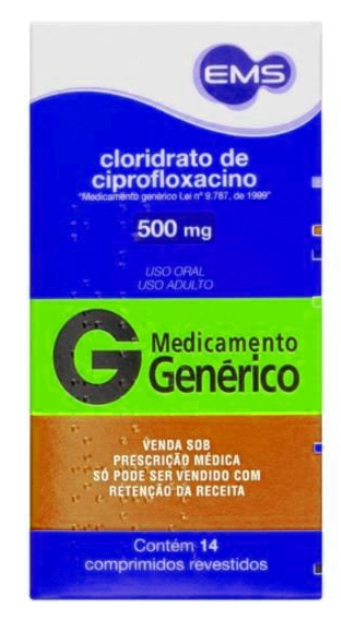 EMS
cloridrato de
ciprofloxacino
"Medicamento genérico Lei nº 9.787, de 1999"
500 mg
USO ORAL
USO ADULTO
G Medicamento
Genérico
VENDA SOB
PRESCRIÇÃO MÉDICA
SÓ PODE SER VENDIDO COM
RETENÇÃO DA RECEITA
Contém 14
comprimidos revestidos